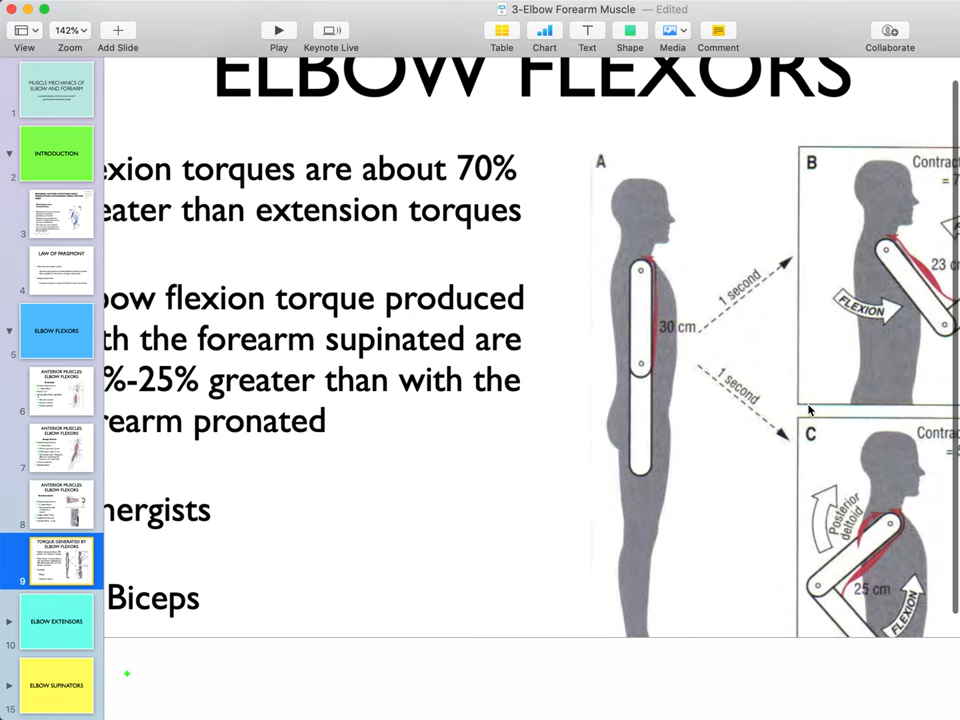 3-Elbow Forearm Muscle — Edited
142%
View
Zoom
Add Slide
Play
Keynote Live
Table
Chart
Text
Shape
Media
Comment
Collaborate
MUSCLE MECHANICS OF
ELBOW AND FOREARM
1
INTRODUCTION
2
3
LAW OF PARSIMONY
4
ELBOW FLEXORS
5
ANTERIOR MUSCLES:
ELBOW FLEXORS
6
ANTERIOR MUSCLES:
ELBOW FLEXORS
7
ANTERIOR MUSCLES:
ELBOW FLEXORS
8
TORQUE GENERATED BY
ELBOW FLEXORS
9
ELBOW EXTENSORS
10
ELBOW SUPINATORS
15
ELBOW FLEXORS
exion torques are about 70%
eater than extension torques
bow flexion torque produced
th the forearm supinated are
%-25% greater than with the
rearm pronated
nergists
Biceps
A
30 cm
1 second
1 second
B
Contrac
= 7
23 c
FLEXION
C
Contrac
Posterior
deltoid
25 cm
FLEXION